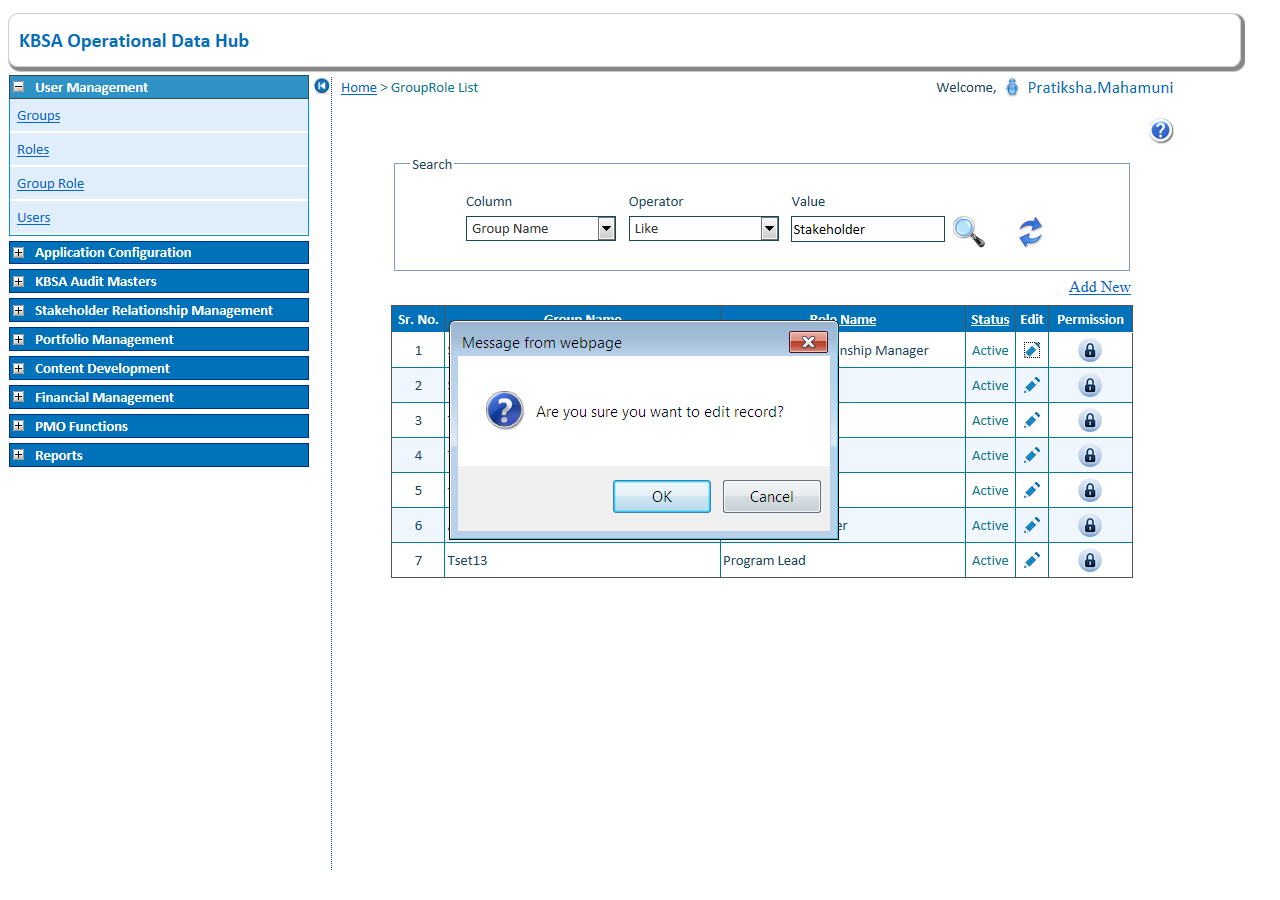 KBSA Operational Data Hub
User Management
Groups
Roles
Group Role
Users
Application Configuration
KBSA Audit Masters
Stakeholder Relationship Management
Portfolio Management
Content Development
Financial Management
PMO Functions
Reports
Home > GroupRole List
Welcome, Pratiksha.Mahamuni
Search
Column Operator Value
Group Name Like Stakeholder
Add New
Sr. No. Group Name Role Name Status Edit Permission
1 nship Manager Active
2 Active
3 Active
4 Active
5 Active
6 er Active
7 Tset13 Program Lead Active
Message from webpage
Are you sure you want to edit record?
OK Cancel